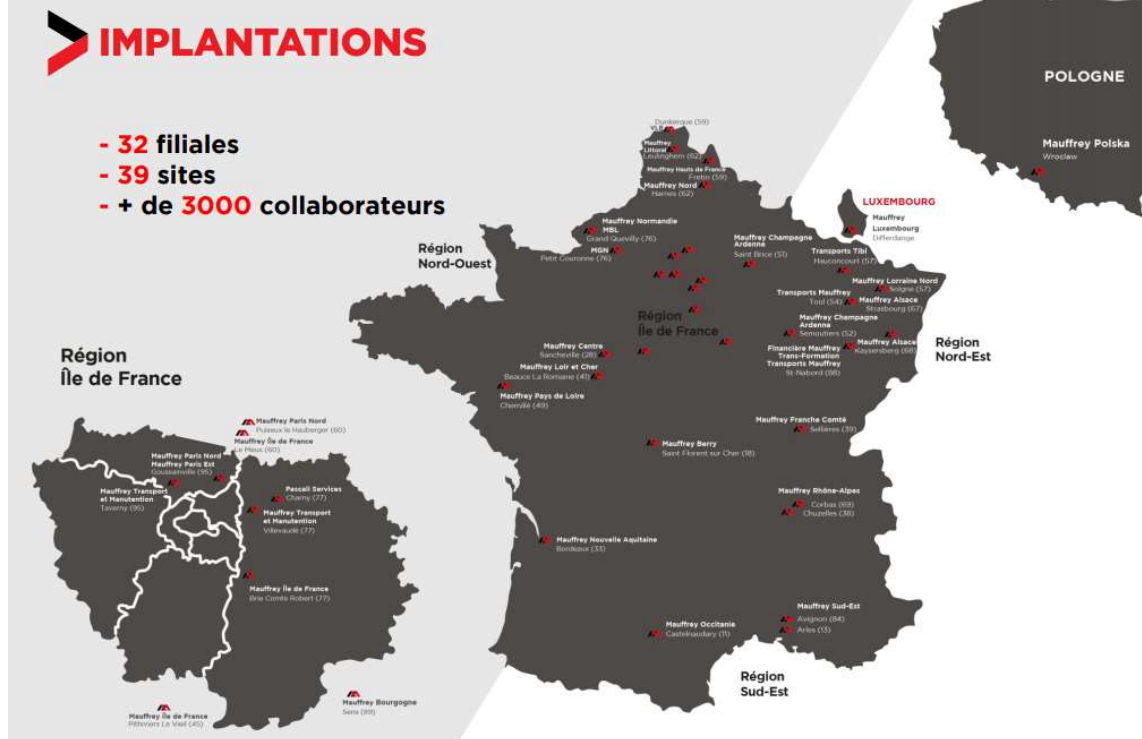 IMPLANTATIONS
- 32 filiales
- 39 sites
- + de 3000 collaborateurs
POLOGNE
Mauffrey Polska
Wroclaw
LUXEMBOURG
Mauffrey
Luxembourg
Differdange
Dunkerque (59)
Mauffrey
Littoral
Leulinghem (62)
Mauffrey Hauts de France
Fretin (59)
Mauffrey Nord
Harnes (62)
Mauffrey Normandie
MBL
Grand Quevilly (76)
MGN
Petit Couronne (76)
Région
Nord-Ouest
Mauffrey Champagne
Ardenne
Saint Brice (51)
Transports Tibi
Hauconcourt (57)
Mauffrey Lorraine Nord
Solgne (57)
Transports Mauffrey
Toul (54)
Mauffrey Alsace
Strasbourg (67)
Mauffrey Champagne
Ardenne
Semoutiers (52)
Mauffrey Alsace
Kaysersberg (68)
Financière Mauffrey
Trans-Formation
Transports Mauffrey
St-Nabord (88)
Région
Nord-Est
Région
Île de France
Mauffrey Centre
Sancheville (28)
Mauffrey Loir et Cher
Beauce La Romaine (41)
Mauffrey Pays de Loire
Chemillé (49)
Mauffrey Franche Comté
Sellières (39)
Mauffrey Berry
Saint Florent sur Cher (18)
Mauffrey Rhône-Alpes
Corbas (69)
Chuzelles (38)
Mauffrey Nouvelle Aquitaine
Bordeaux (33)
Mauffrey Sud-Est
Avignon (84)
Arles (13)
Mauffrey Occitanie
Castelnaudary (11)
Région
Sud-Est
Région
Île de France
Mauffrey Paris Nord
Puiseux le Hauberger (60)
Mauffrey Île de France
Le Meux (60)
Mauffrey Paris Nord
Mauffrey Paris Est
Goussainville (95)
Mauffrey Transport
et Manutention
Taverny (95)
Pascali Services
Charny (77)
Mauffrey Transport
et Manutention
Villevaudé (77)
Mauffrey Île de France
Brie Comte Robert (77)
Mauffrey Île de France
Pithiviers Le Vieil (45)
Mauffrey Bourgogne
Sens (89)